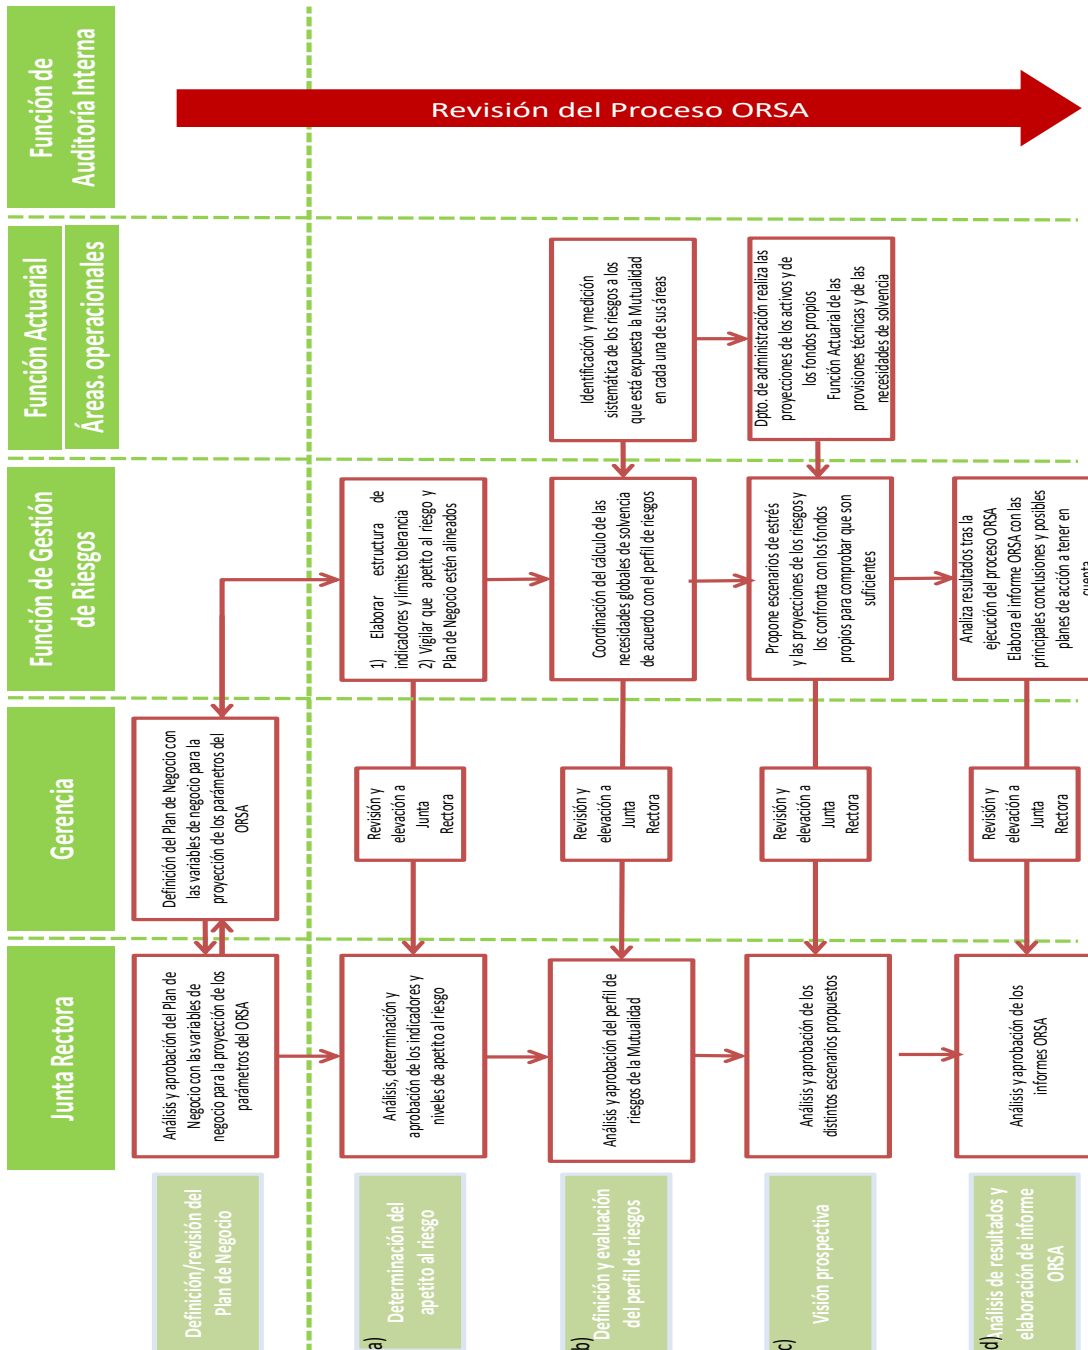 Junta Rectora
Gerencia
Función de Gestión
de Riesgos
Función Actuarial
Áreas. operacionales
Función de
Auditoría Interna
Definición/revisión del
Plan de Negocio
Análisis y aprobación del Plan de
Negocio con las variables de
negocio para la proyección de los
parámetros del ORSA
Definición del Plan de Negocio con
las variables de negocio para la
proyección de los parámetros del
ORSA
Revisión del Proceso ORSA
a)
Determinación del
apetito al riesgo
Análisis, determinación y
aprobación de los indicadores y
niveles de apetito al riesgo
Revisión y
elevación a
Junta
Rectora
1) Elaborar estructura de
indicadores y límites tolerancia
2) Vigilar que apetito al riesgo y
Plan de Negocio estén alineados
b)
Definición y evaluación
del perfil de riesgos
Análisis y aprobación del perfil de
riesgos de la Mutualidad
Revisión y
elevación a
Junta
Rectora
Coordinación del cálculo de las
necesidades globales de solvencia
de acuerdo con el perfil de riesgos
Identificación y medición
sistemática de los riesgos a los
que está expuesta la Mutualidad
en cada una de sus áreas
c)
Visión prospectiva
Análisis y aprobación de los
distintos escenarios propuestos
Revisión y
elevación a
Junta
Rectora
Propone escenarios de estrés
y las proyecciones de los riesgos y
los confronta con los fondos
propios para comprobar que son
suficientes
Dpto. de administración realiza las
proyecciones de los activos y de
los fondos propios
Función Actuarial de las
provisiones técnicas y de las
necesidades de solvencia
d)
Análisis de resultados y
elaboración de informe
ORSA
Análisis y aprobación de los
informes ORSA
Revisión y
elevación a
Junta
Rectora
Analiza resultados tras la
ejecución del proceso ORSA
Elabora el informe ORSA con las
principales conclusiones y posibles
planes de acción a tener en
cuenta